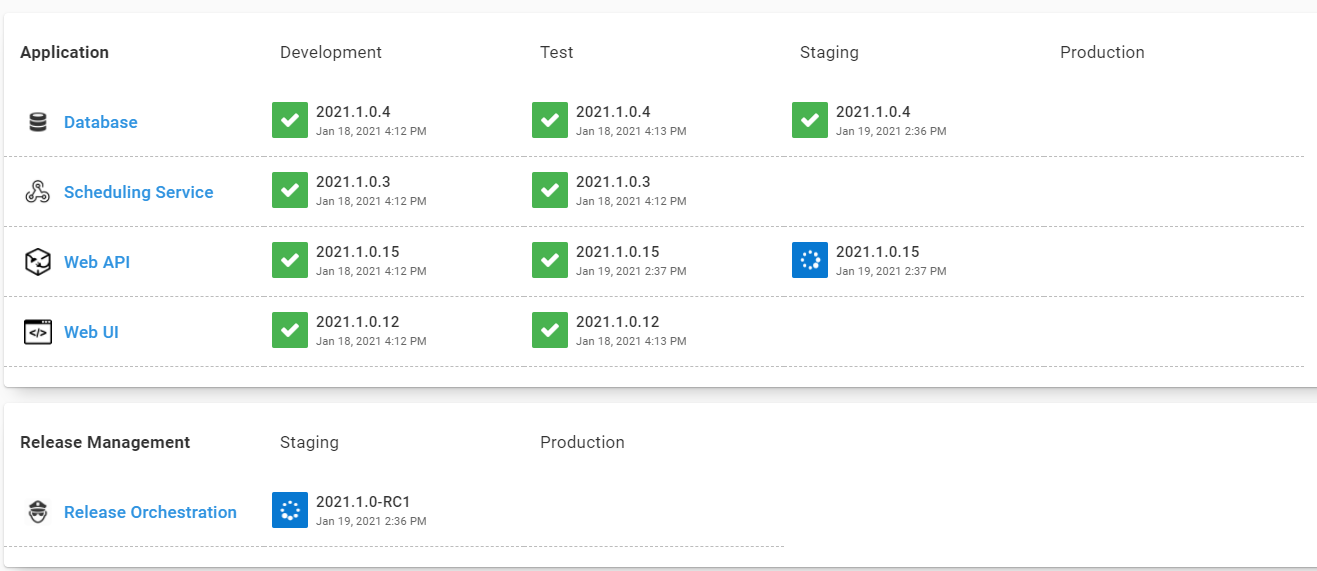 Application Development Test Staging Production
Database 2021.1.0.4 2021.1.0.4 2021.1.0.4
Jan 18, 2021 4:12 PM Jan 18, 2021 4:13 PM Jan 19, 2021 2:36 PM
Scheduling Service 2021.1.0.3 2021.1.0.3
Jan 18, 2021 4:12 PM Jan 18, 2021 4:12 PM
Web API 2021.1.0.15 2021.1.0.15 2021.1.0.15
Jan 18, 2021 4:12 PM Jan 19, 2021 2:37 PM Jan 19, 2021 2:37 PM
</> Web UI 2021.1.0.12 2021.1.0.12
Jan 18, 2021 4:12 PM Jan 18, 2021 4:13 PM
Release Management Staging Production
Release Orchestration 2021.1.0-RC1
Jan 19, 2021 2:36 PM